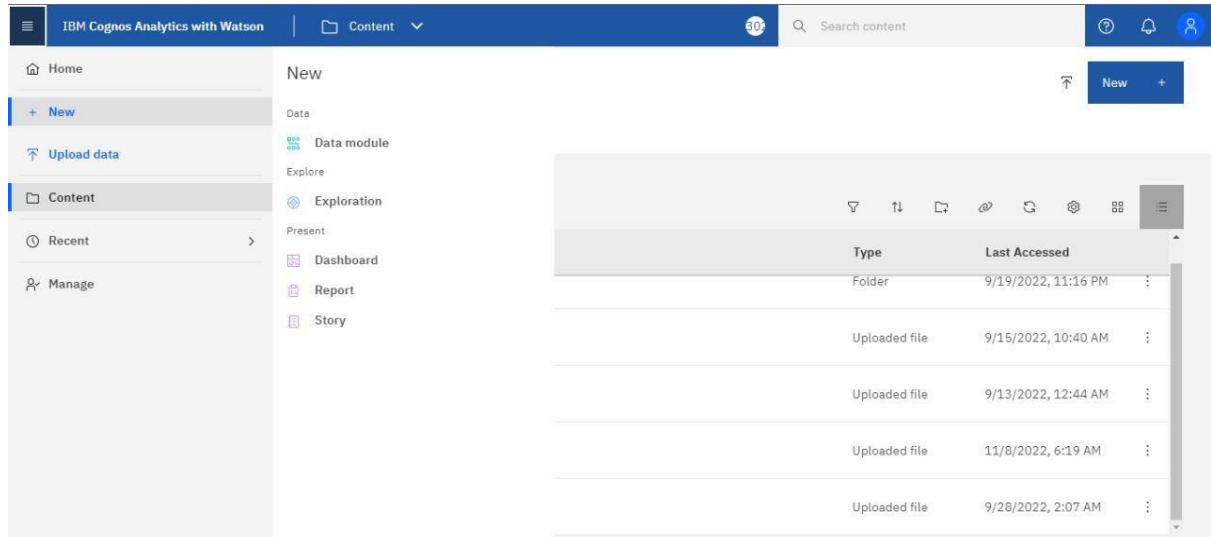 IBM Cognos Analytics with Watson
Content
Search content
Home
New
Upload data
Content
Recent
Manage
New
Data
Data module
Explore
Exploration
Present
Dashboard
Report
Story
New +
Type Last Accessed
Folder 9/19/2022, 11:16 PM
Uploaded file 9/15/2022, 10:40 AM
Uploaded file 9/13/2022, 12:44 AM
Uploaded file 11/8/2022, 6:19 AM
Uploaded file 9/28/2022, 2:07 AM